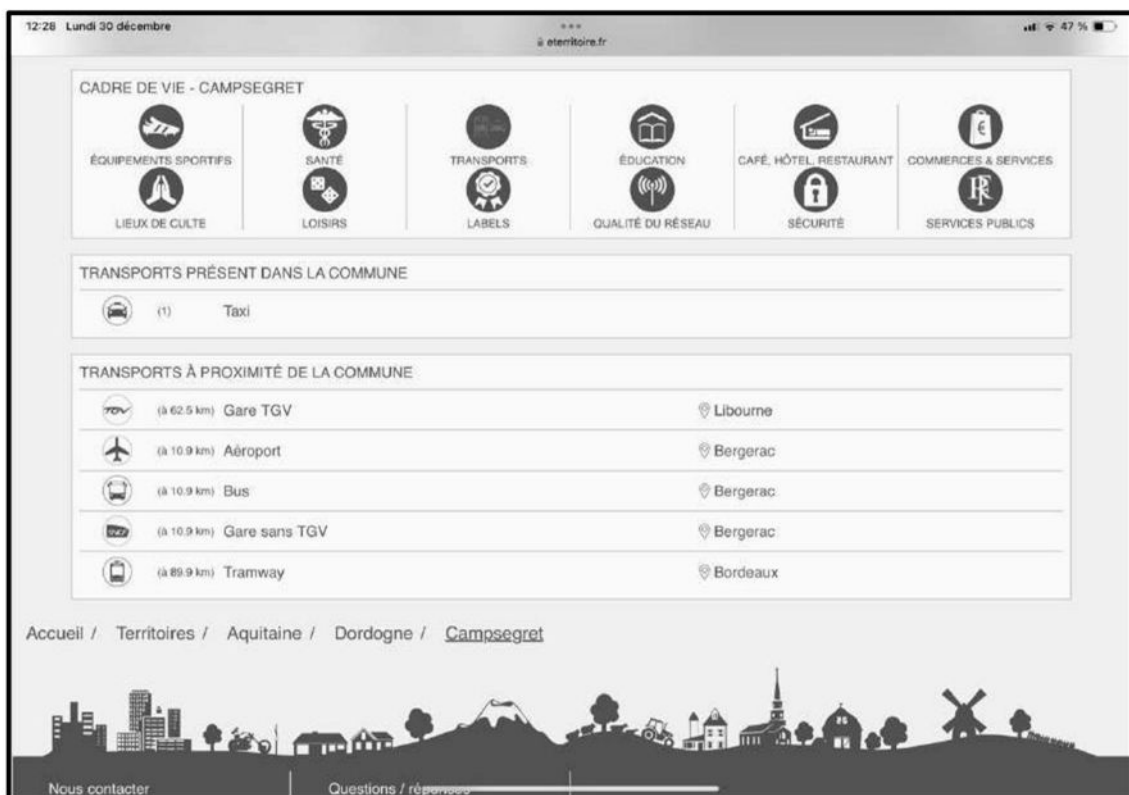 12:28 Lundi 30 décembre
47 %
eterritoire.fr
CADRE DE VIE - CAMPSEGRET
ÉQUIPEMENTS SPORTIFS SANTÉ TRANSPORTS ÉDUCATION CAFÉ, HÔTEL, RESTAURANT COMMERCES & SERVICES
LIEUX DE CULTE LOISIRS LABELS QUALITÉ DU RÉSEAU SÉCURITÉ SERVICES PUBLICS
TRANSPORTS PRÉSENT DANS LA COMMUNE
(1) Taxi
TRANSPORTS À PROXIMITÉ DE LA COMMUNE
TGV (à 62.5 km) Gare TGV Libourne
(à 10.9 km) Aéroport Bergerac
(à 10.9 km) Bus Bergerac
SNCF (à 10.9 km) Gare sans TGV Bergerac
(à 89.9 km) Tramway Bordeaux
Accueil / Territoires / Aquitaine / Dordogne / Campsegret
Nous contacter Questions / réponses